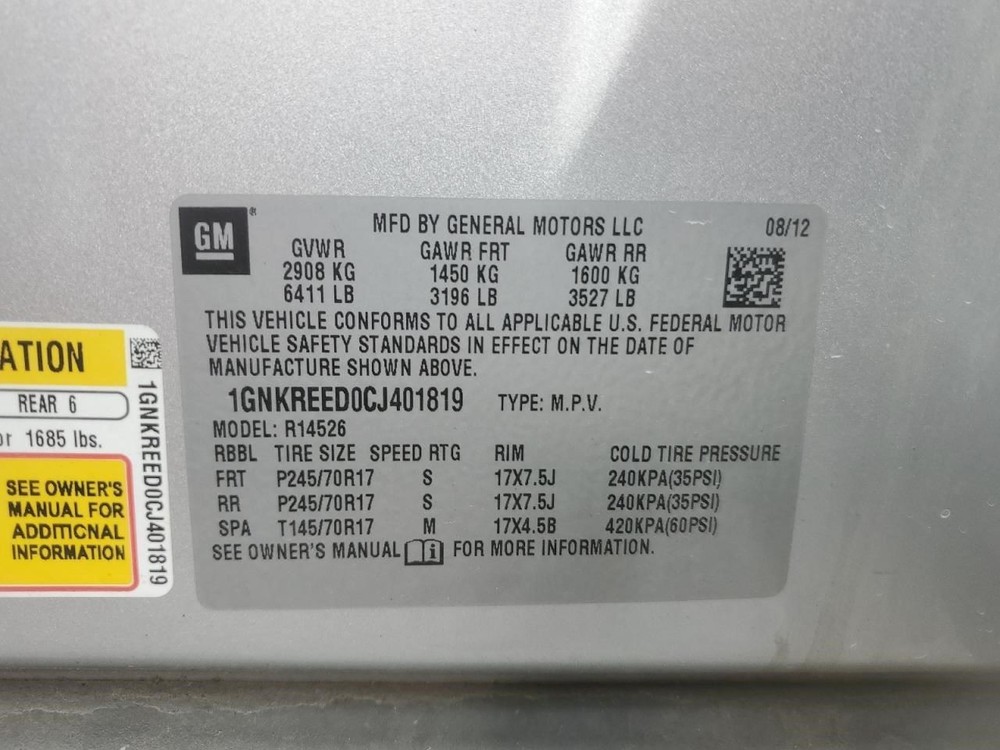 GM®
MFD BY GENERAL MOTORS LLC 08/12
GVWR GAWR FRT GAWR RR
2908 KG 1450 KG 1600 KG
6411 LB 3196 LB 3527 LB
THIS VEHICLE CONFORMS TO ALL APPLICABLE U.S. FEDERAL MOTOR
VEHICLE SAFETY STANDARDS IN EFFECT ON THE DATE OF
MANUFACTURE SHOWN ABOVE.
1GNKREED0CJ401819 TYPE: M.P.V.
MODEL: R14526
RBBL TIRE SIZE SPEED RTG RIM COLD TIRE PRESSURE
FRT P245/70R17 S 17X7.5J 240KPA(35PSI)
RR P245/70R17 S 17X7.5J 240KPA(35PSI)
SPA T145/70R17 M 17X4.5B 420KPA(60PSI)
SEE OWNER'S MANUAL FOR MORE INFORMATION.
ATION
REAR 6
or 1685 lbs.
SEE OWNER'S
MANUAL FOR
ADDITIONAL
INFORMATION
1GNKREED0CJ401819